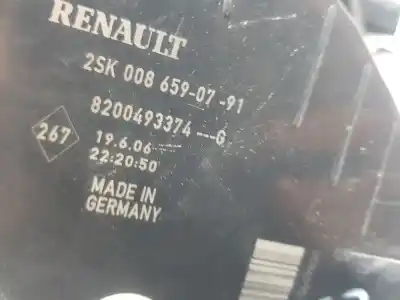 RENAULT
2SK 008 659-07-91
8200493374---G
267
19.6.06
22:20:50
MADE IN
GERMANY